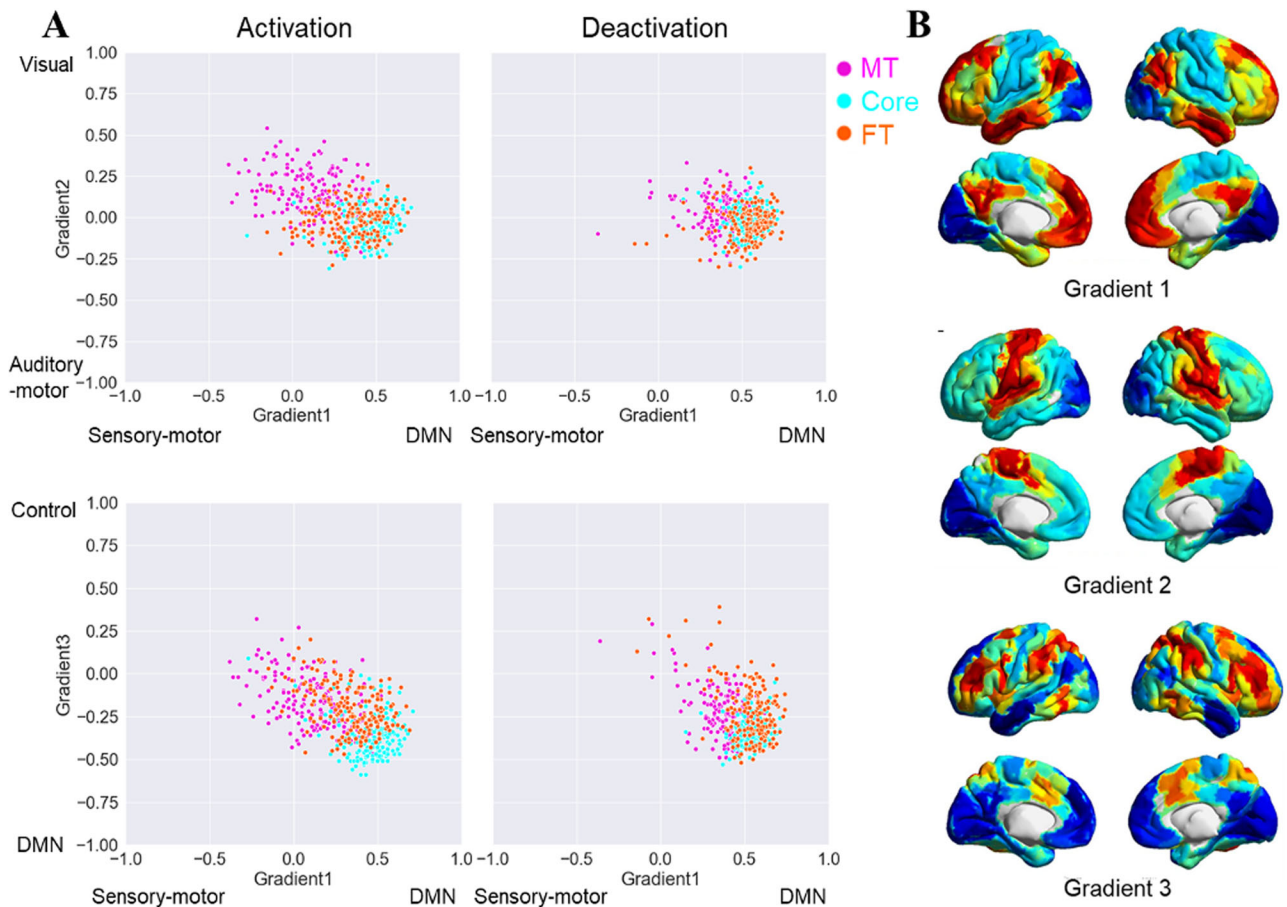 A
Activation
Deactivation
B
Visual
Auditory
-motor
Gradient2
1.00
0.75
0.50
0.25
0.00
−0.25
−0.50
−0.75
−1.00
MT
Core
FT
−1.0 −0.5 0.0 0.5 1.0
−1.0 −0.5 0.0 0.5 1.0
Gradient1
Gradient1
Sensory-motor DMN
Sensory-motor DMN
Control
DMN
Gradient3
1.00
0.75
0.50
0.25
0.00
−0.25
−0.50
−0.75
−1.00
−1.0 −0.5 0.0 0.5 1.0
−1.0 −0.5 0.0 0.5 1.0
Gradient1
Gradient1
Sensory-motor DMN
Sensory-motor DMN
Gradient 1
-
Gradient 2
Gradient 3